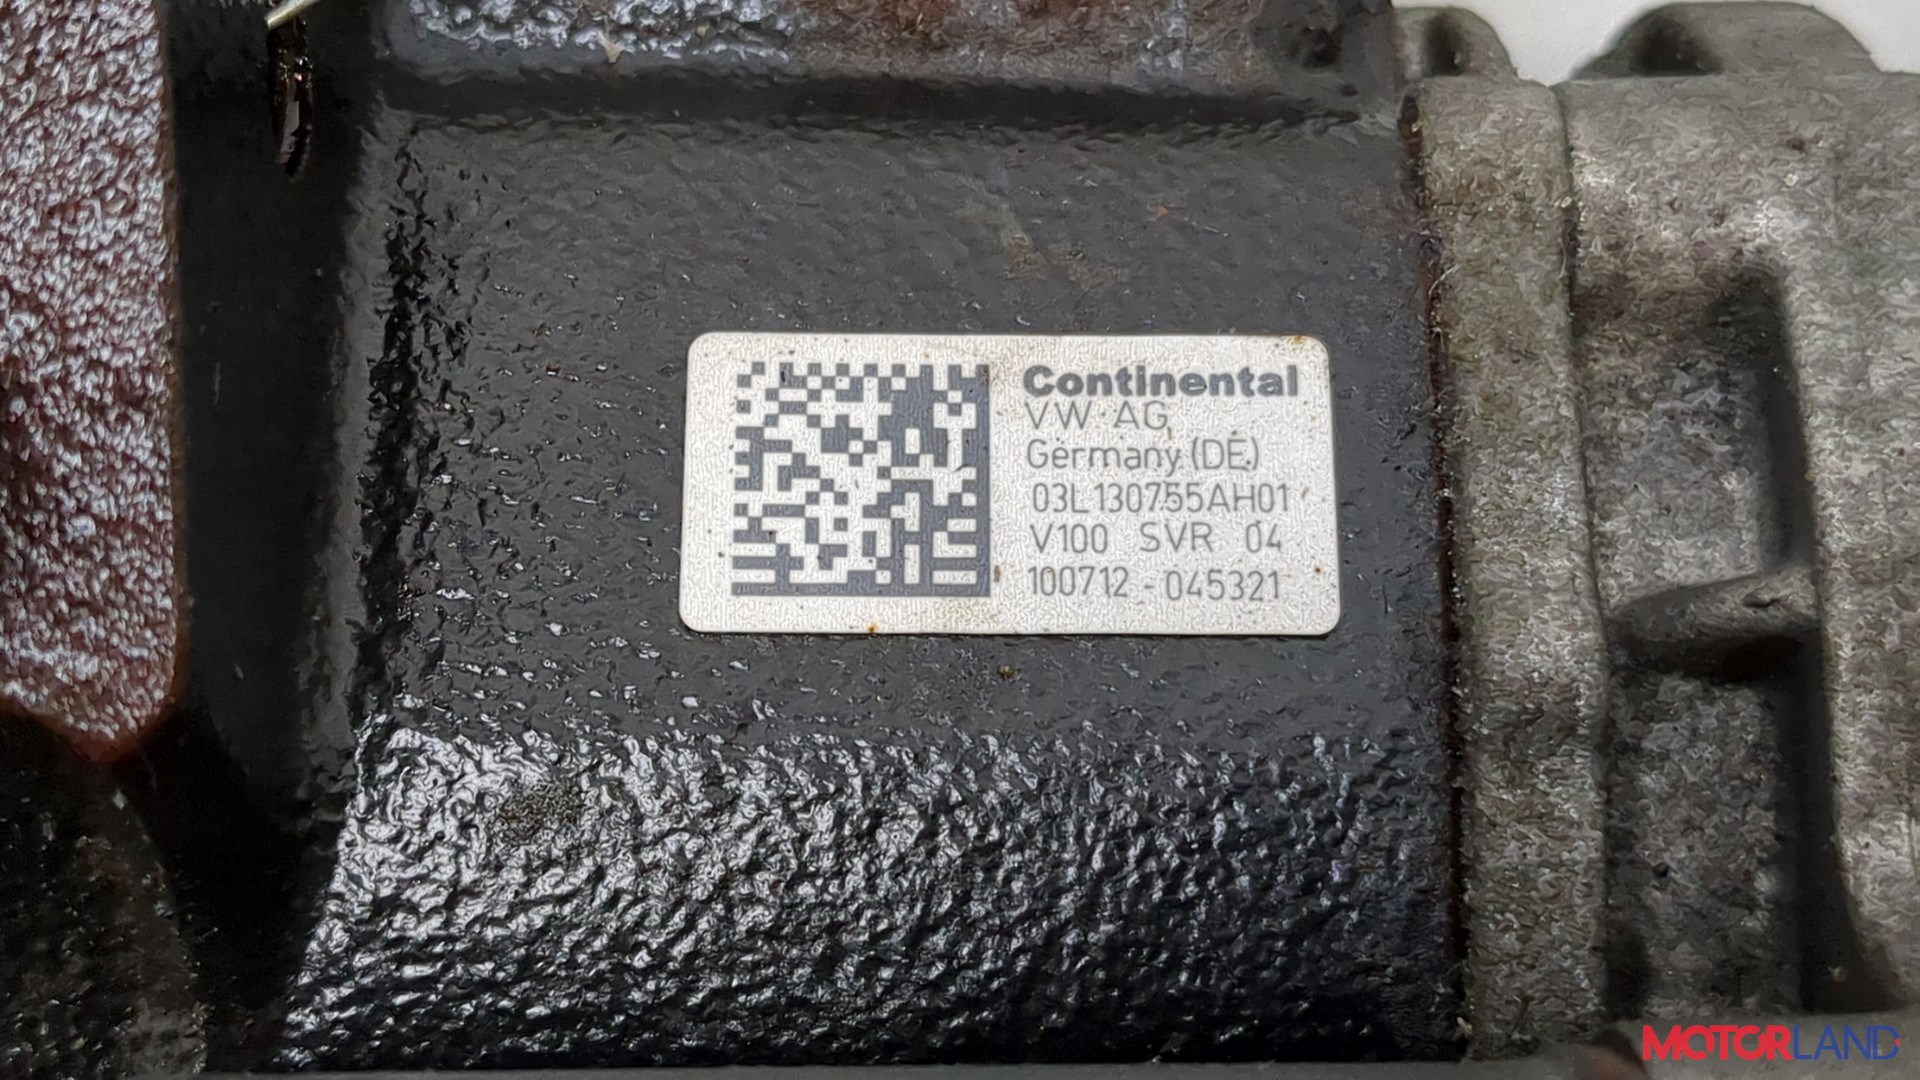 Continental
VW AG
Germany (DE)
03L130755AH01
V100 SVR 04
100712-045321
MOTORLAND